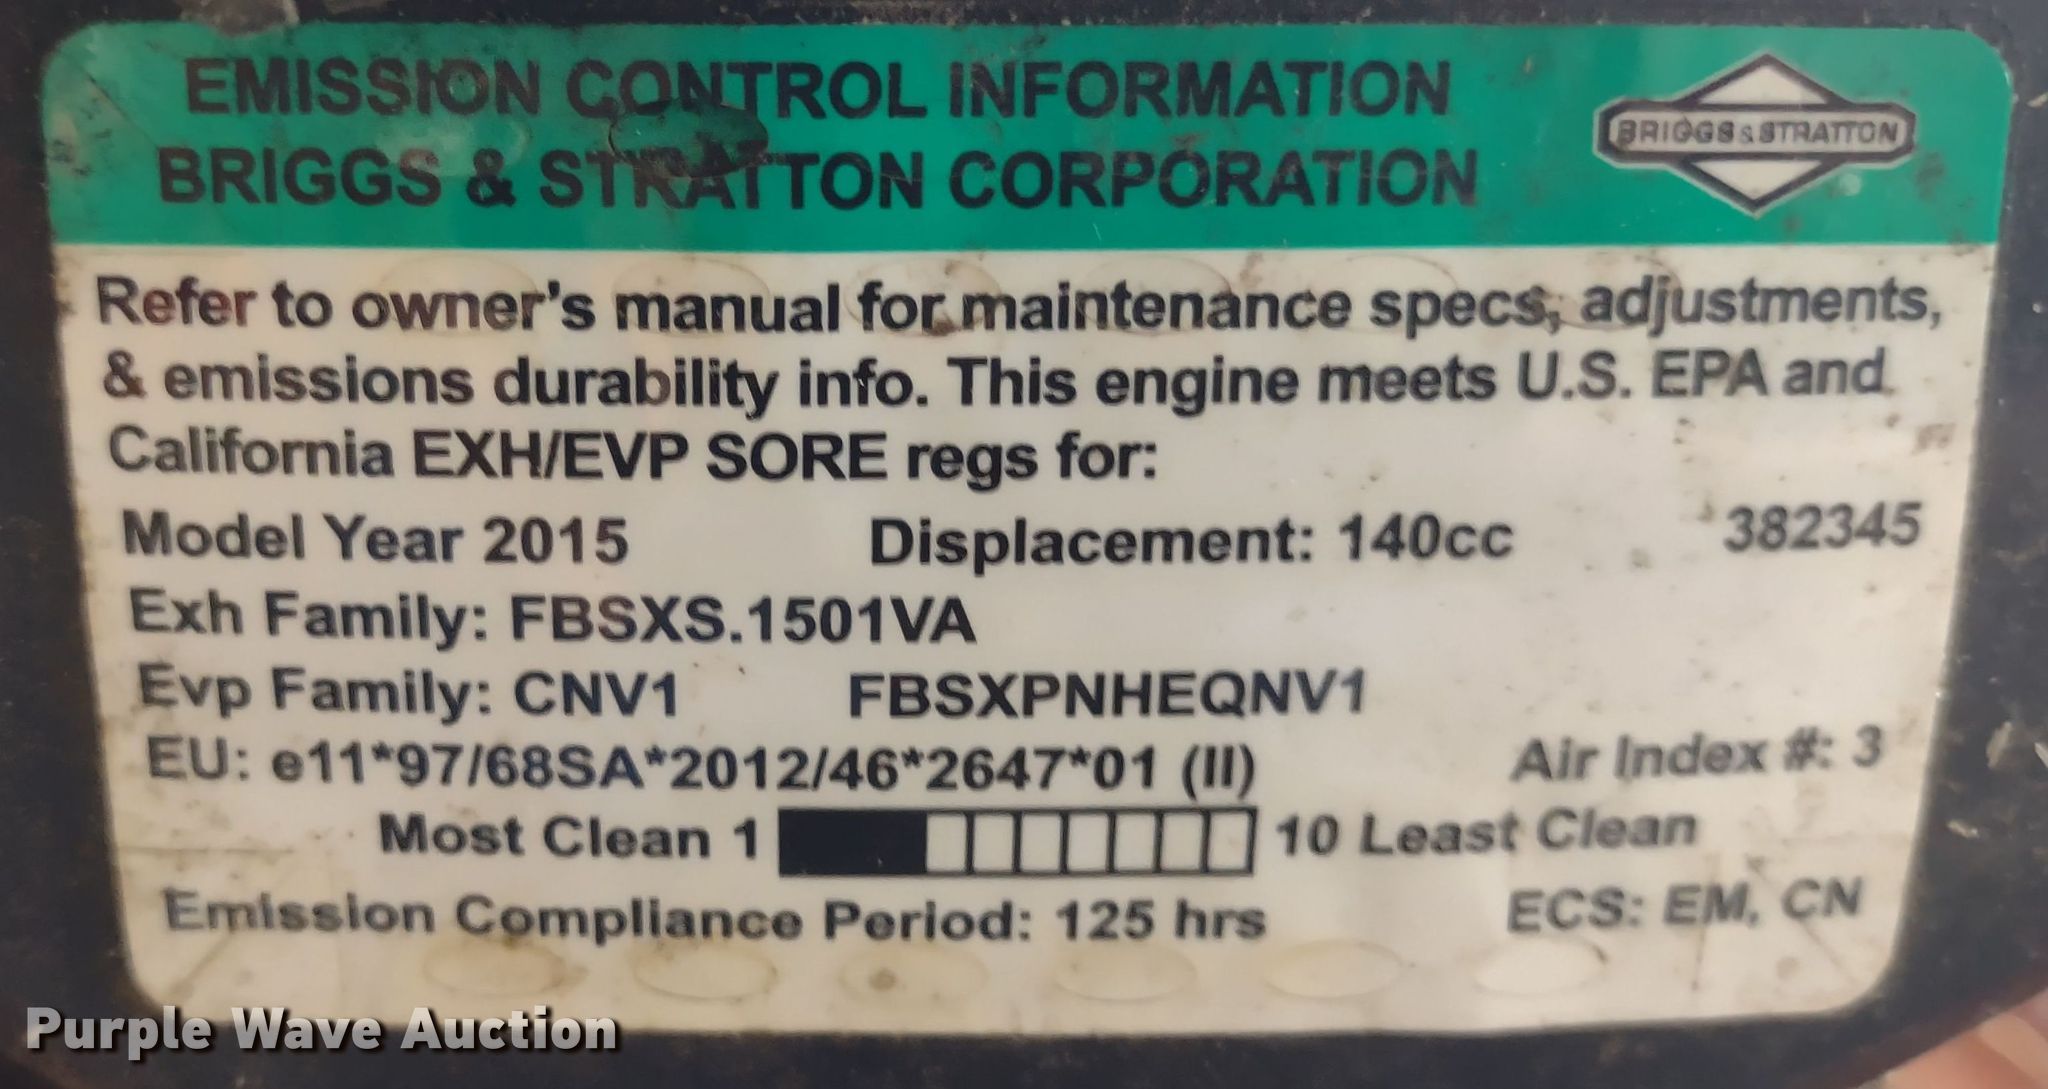 EMISSION CONTROL INFORMATION
BRIGGS & STRATTON CORPORATION
BRIGGS & STRATTON
Refer to owner's manual for maintenance specs, adjustments,
& emissions durability info. This engine meets U.S. EPA and
California EXH/EVP SORE regs for:
Model Year 2015 Displacement: 140cc 382345
Exh Family: FBSXS.1501VA
Evp Family: CNV1 FBSXPNHEQNV1
EU: e11*97/68SA*2012/46*2647*01 (II) Air Index #: 3
Most Clean 1 10 Least Clean
Emission Compliance Period: 125 hrs ECS: EM, CN
Purple Wave Auction